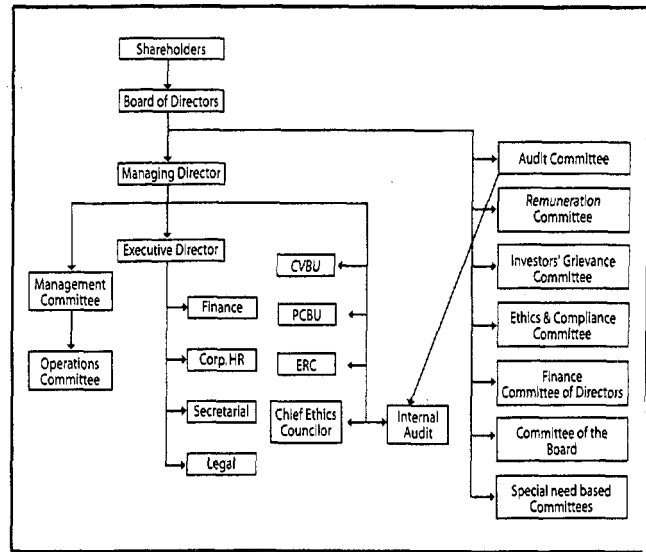 Shareholders
Board of Directors
Managing Director
Executive Director
Management
Committee
Operations
Committee
Finance
Corp. HR
Secretarial
Legal
CVBU
PCBU
ERC
Chief Ethics
Councilor
Internal
Audit
Audit Committee
Remuneration
Committee
Investors' Grievance
Committee
Ethics & Compliance
Committee
Finance
Committee of Directors
Committee of the
Board
Special need based
Committees